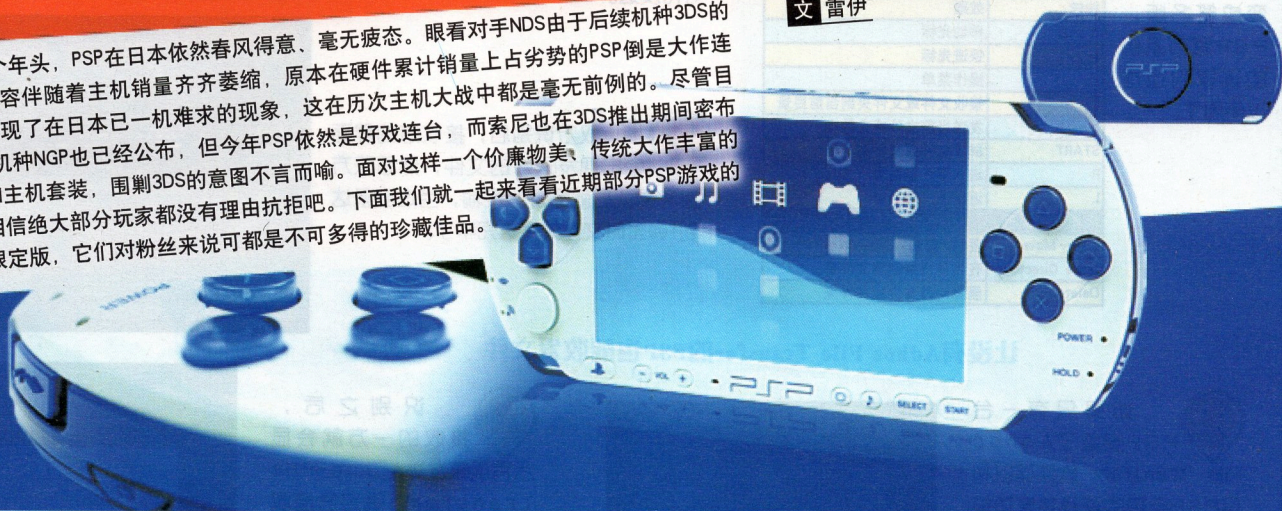 个年头，PSP在日本依然春风得意、毫无疲态。眼看对手NDS由于后续机种3DS的
容伴随着主机销量齐齐萎缩，原本在硬件累计销量上占劣势的PSP倒是大作连
现了在日本已一机难求的现象，这在历次主机大战中都是毫无前例的。尽管目
机种NGP也已经公布，但今年PSP依然是好戏连台，而索尼也在3DS推出期间密布
主机套装，围剿3DS的意图不言而喻。面对这样一个价廉物美、传统大作丰富的
相信绝大部分玩家都没有理由抗拒吧。下面我们就一起来看看近期部分PSP游戏的
限定版，它们对粉丝来说可都是不可多得的珍藏佳品。
文 雷伊
PSP
POWER
POWER
HOLD
VOL
PSP
SELECT
START